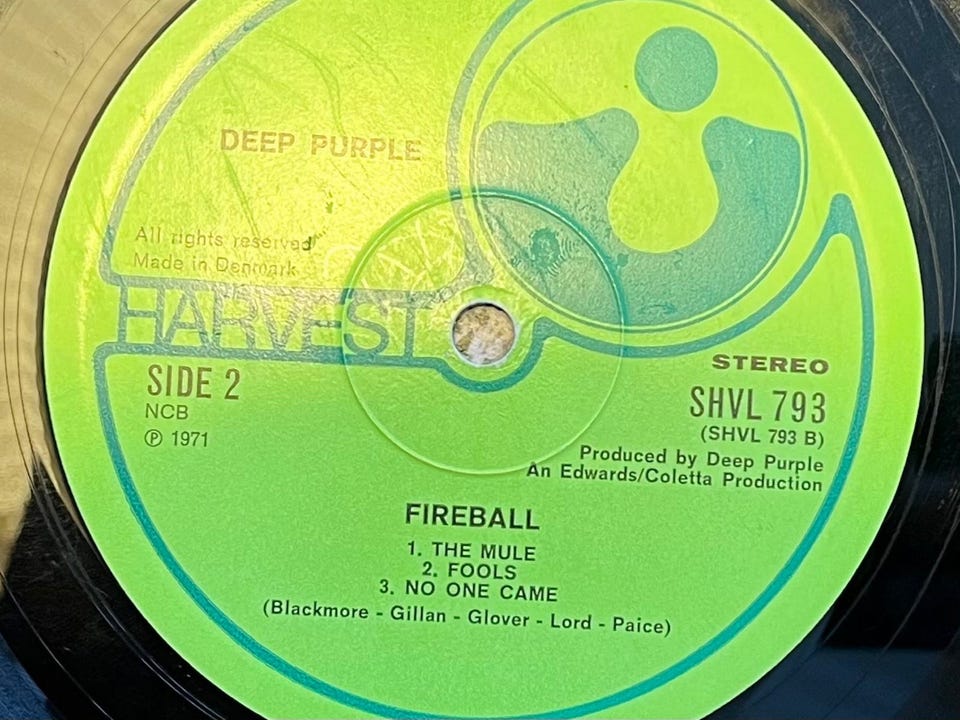 DEEP PURPLE
All rights reserved
Made in Denmark
HARVEST
SIDE 2
NCB
Ⓟ 1971
STEREO
SHVL 793
(SHVL 793 B)
Produced by Deep Purple
An Edwards/Coletta Production
FIREBALL
1. THE MULE
2. FOOLS
3. NO ONE CAME
(Blackmore - Gillan - Glover - Lord - Paice)